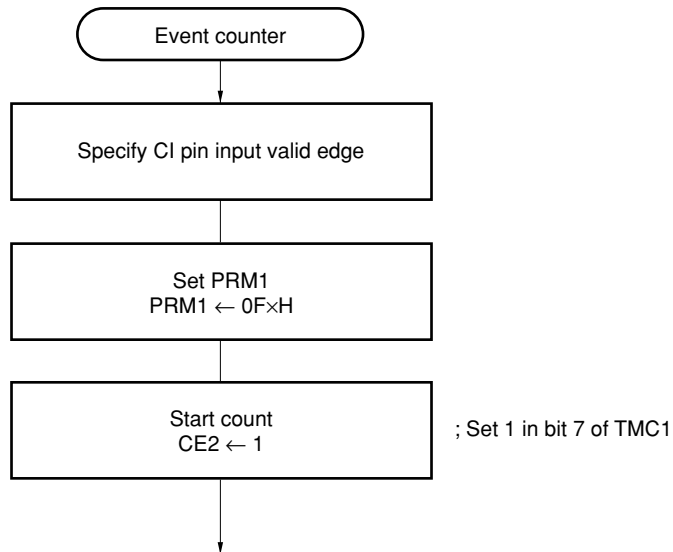 Event counter
Specify CI pin input valid edge
Set PRM1
PRM1 ← 0F×H
Start count
CE2 ← 1
; Set 1 in bit 7 of TMC1